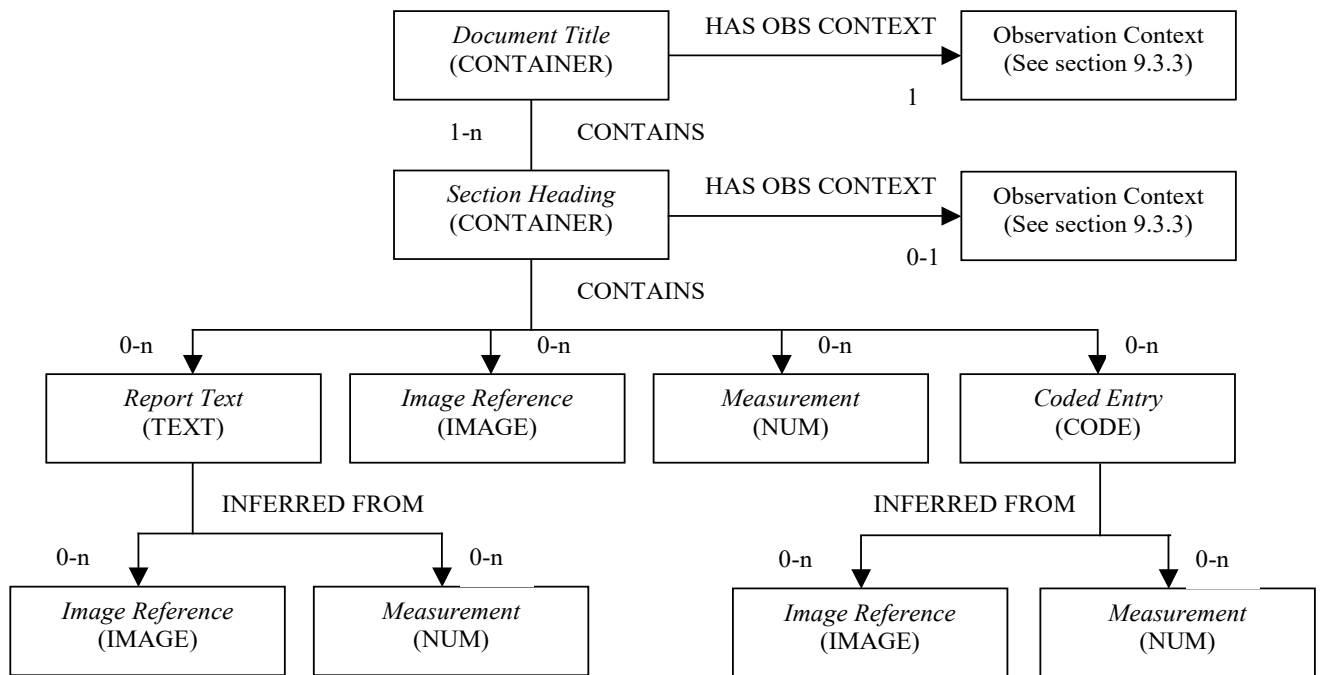 Document Title
(CONTAINER)
HAS OBS CONTEXT
1
Observation Context
(See section 9.3.3)
1-n
CONTAINS
Section Heading
(CONTAINER)
HAS OBS CONTEXT
0-1
Observation Context
(See section 9.3.3)
CONTAINS
0-n
0-n
0-n
0-n
Report Text
(TEXT)
Image Reference
(IMAGE)
Measurement
(NUM)
Coded Entry
(CODE)
INFERRED FROM
INFERRED FROM
0-n
0-n
0-n
0-n
Image Reference
(IMAGE)
Measurement
(NUM)
Image Reference
(IMAGE)
Measurement
(NUM)